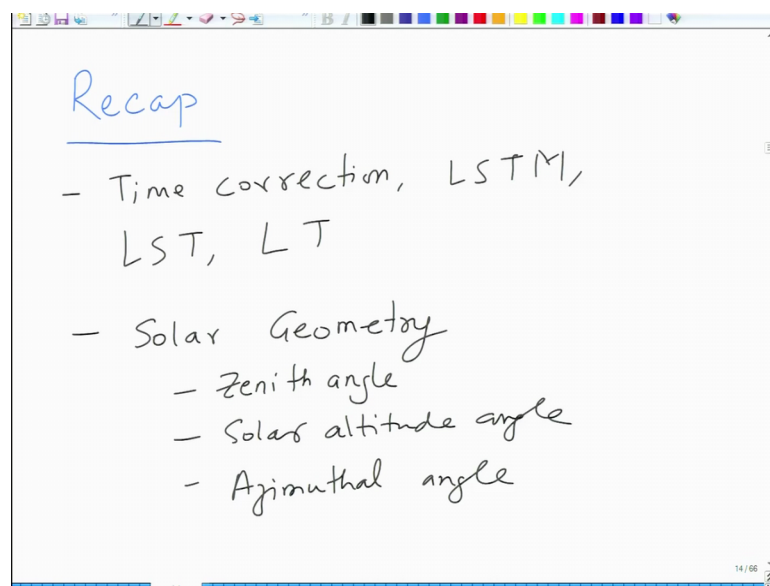 Recap
- Time correction, LSTM,
LST, LT
- Solar Geometry
- Zenith angle
- Solar altitude angle
- Azimuthal angle
14 / 66